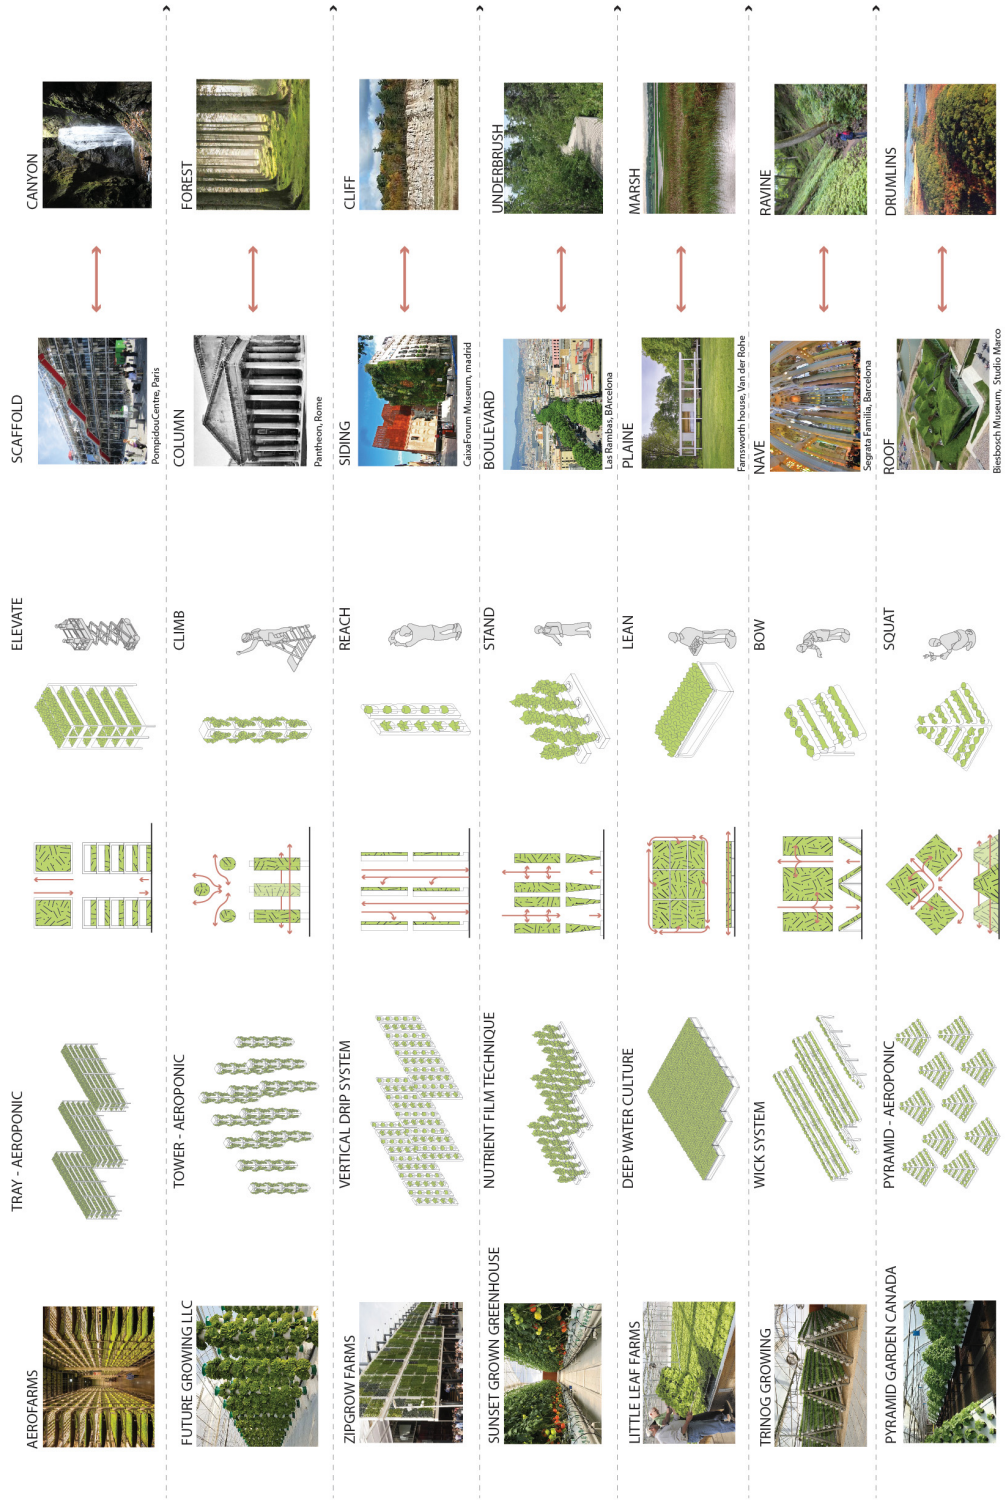 AEROFARMS
TRAY - AEROPONIC
ELEVATE
SCAFFOLD
Pompidou Centre, Paris
CANYON
FUTURE GROWING LLC
TOWER - AEROPONIC
CLIMB
COLUMN
Pantheon, Rome
FOREST
ZIPGROW FARMS
VERTICAL DRIP SYSTEM
REACH
SIDING
CaixaForum Museum, madrid
CLIFF
SUNSET GROWN GREENHOUSE
NUTRIENT FILM TECHNIQUE
STAND
BOULEVARD
Las Rambas, BArcelona
UNDERBRUSH
LITTLE LEAF FARMS
DEEP WATER CULTURE
LEAN
PLAINE
Farnsworth house, Van der Rohe
MARSH
TRINOG GROWING
WICK SYSTEM
BOW
NAVE
Segrata Familia, Barcelona
RAVINE
PYRAMID GARDEN CANADA
PYRAMID - AEROPONIC
SQUAT
ROOF
Biesbosch Museum, Studio Marco
DRUMLINS